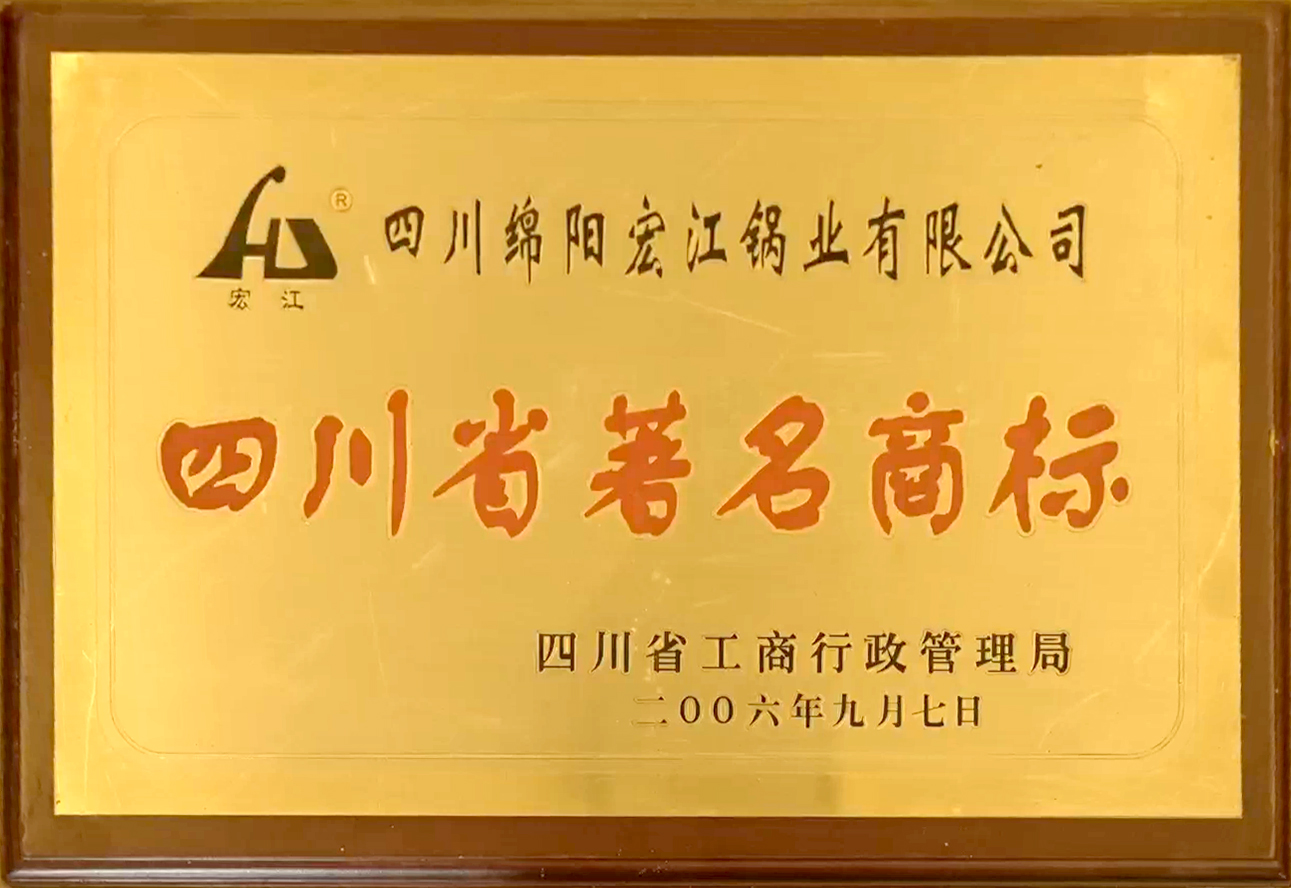 ® 四川绵阳宏江锅业有限公司
宏江
四川省著名商标
四川省工商行政管理局
二00六年九月七日